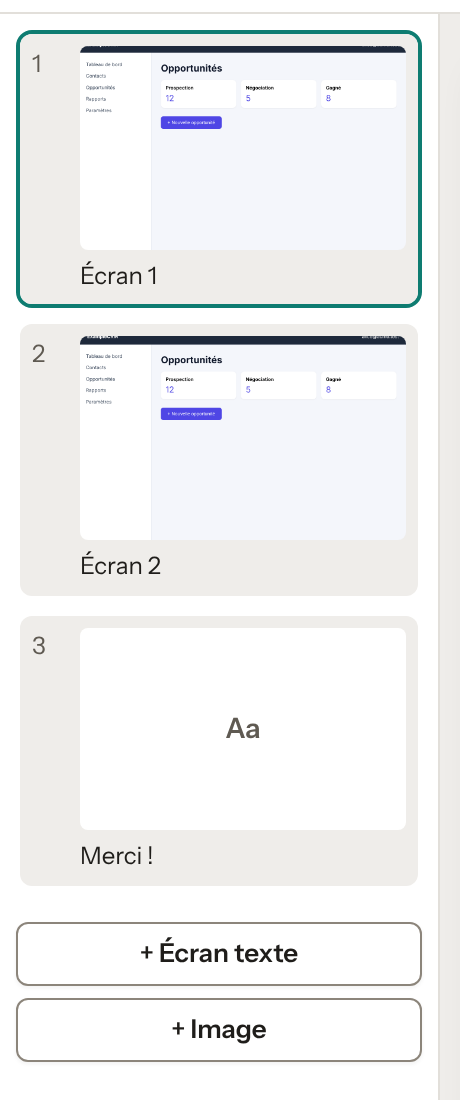 1
Tableau de bord
Contacts
Opportunités
Rapports
Paramètres
Opportunités
Prospection
12
Négociation
5
Gagné
8
+ Nouvelle opportunité
Écran 1
2
Tableau de bord
Contacts
Opportunités
Rapports
Paramètres
Opportunités
Prospection
12
Négociation
5
Gagné
8
+ Nouvelle opportunité
Écran 2
3
Aa
Merci !
+ Écran texte
+ Image